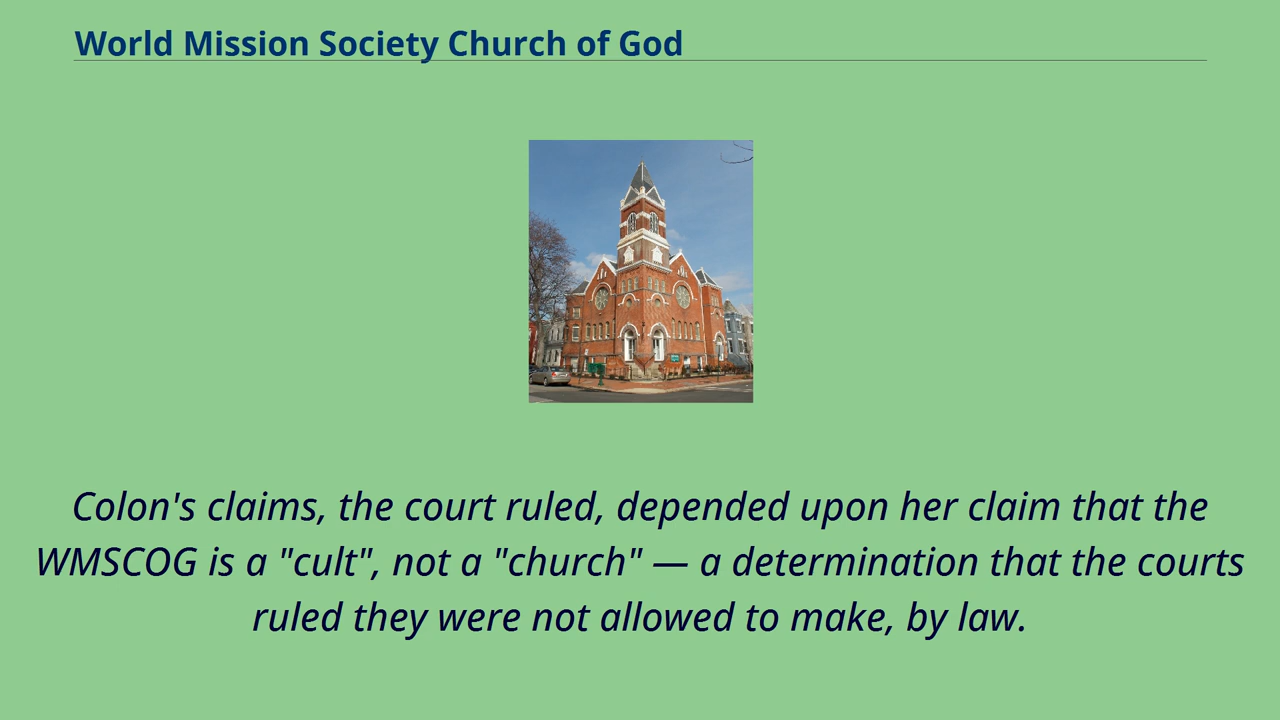 World Mission Society Church of God
Colon's claims, the court ruled, depended upon her claim that the
WMSCOG is a "cult", not a "church" — a determination that the courts
ruled they were not allowed to make, by law.